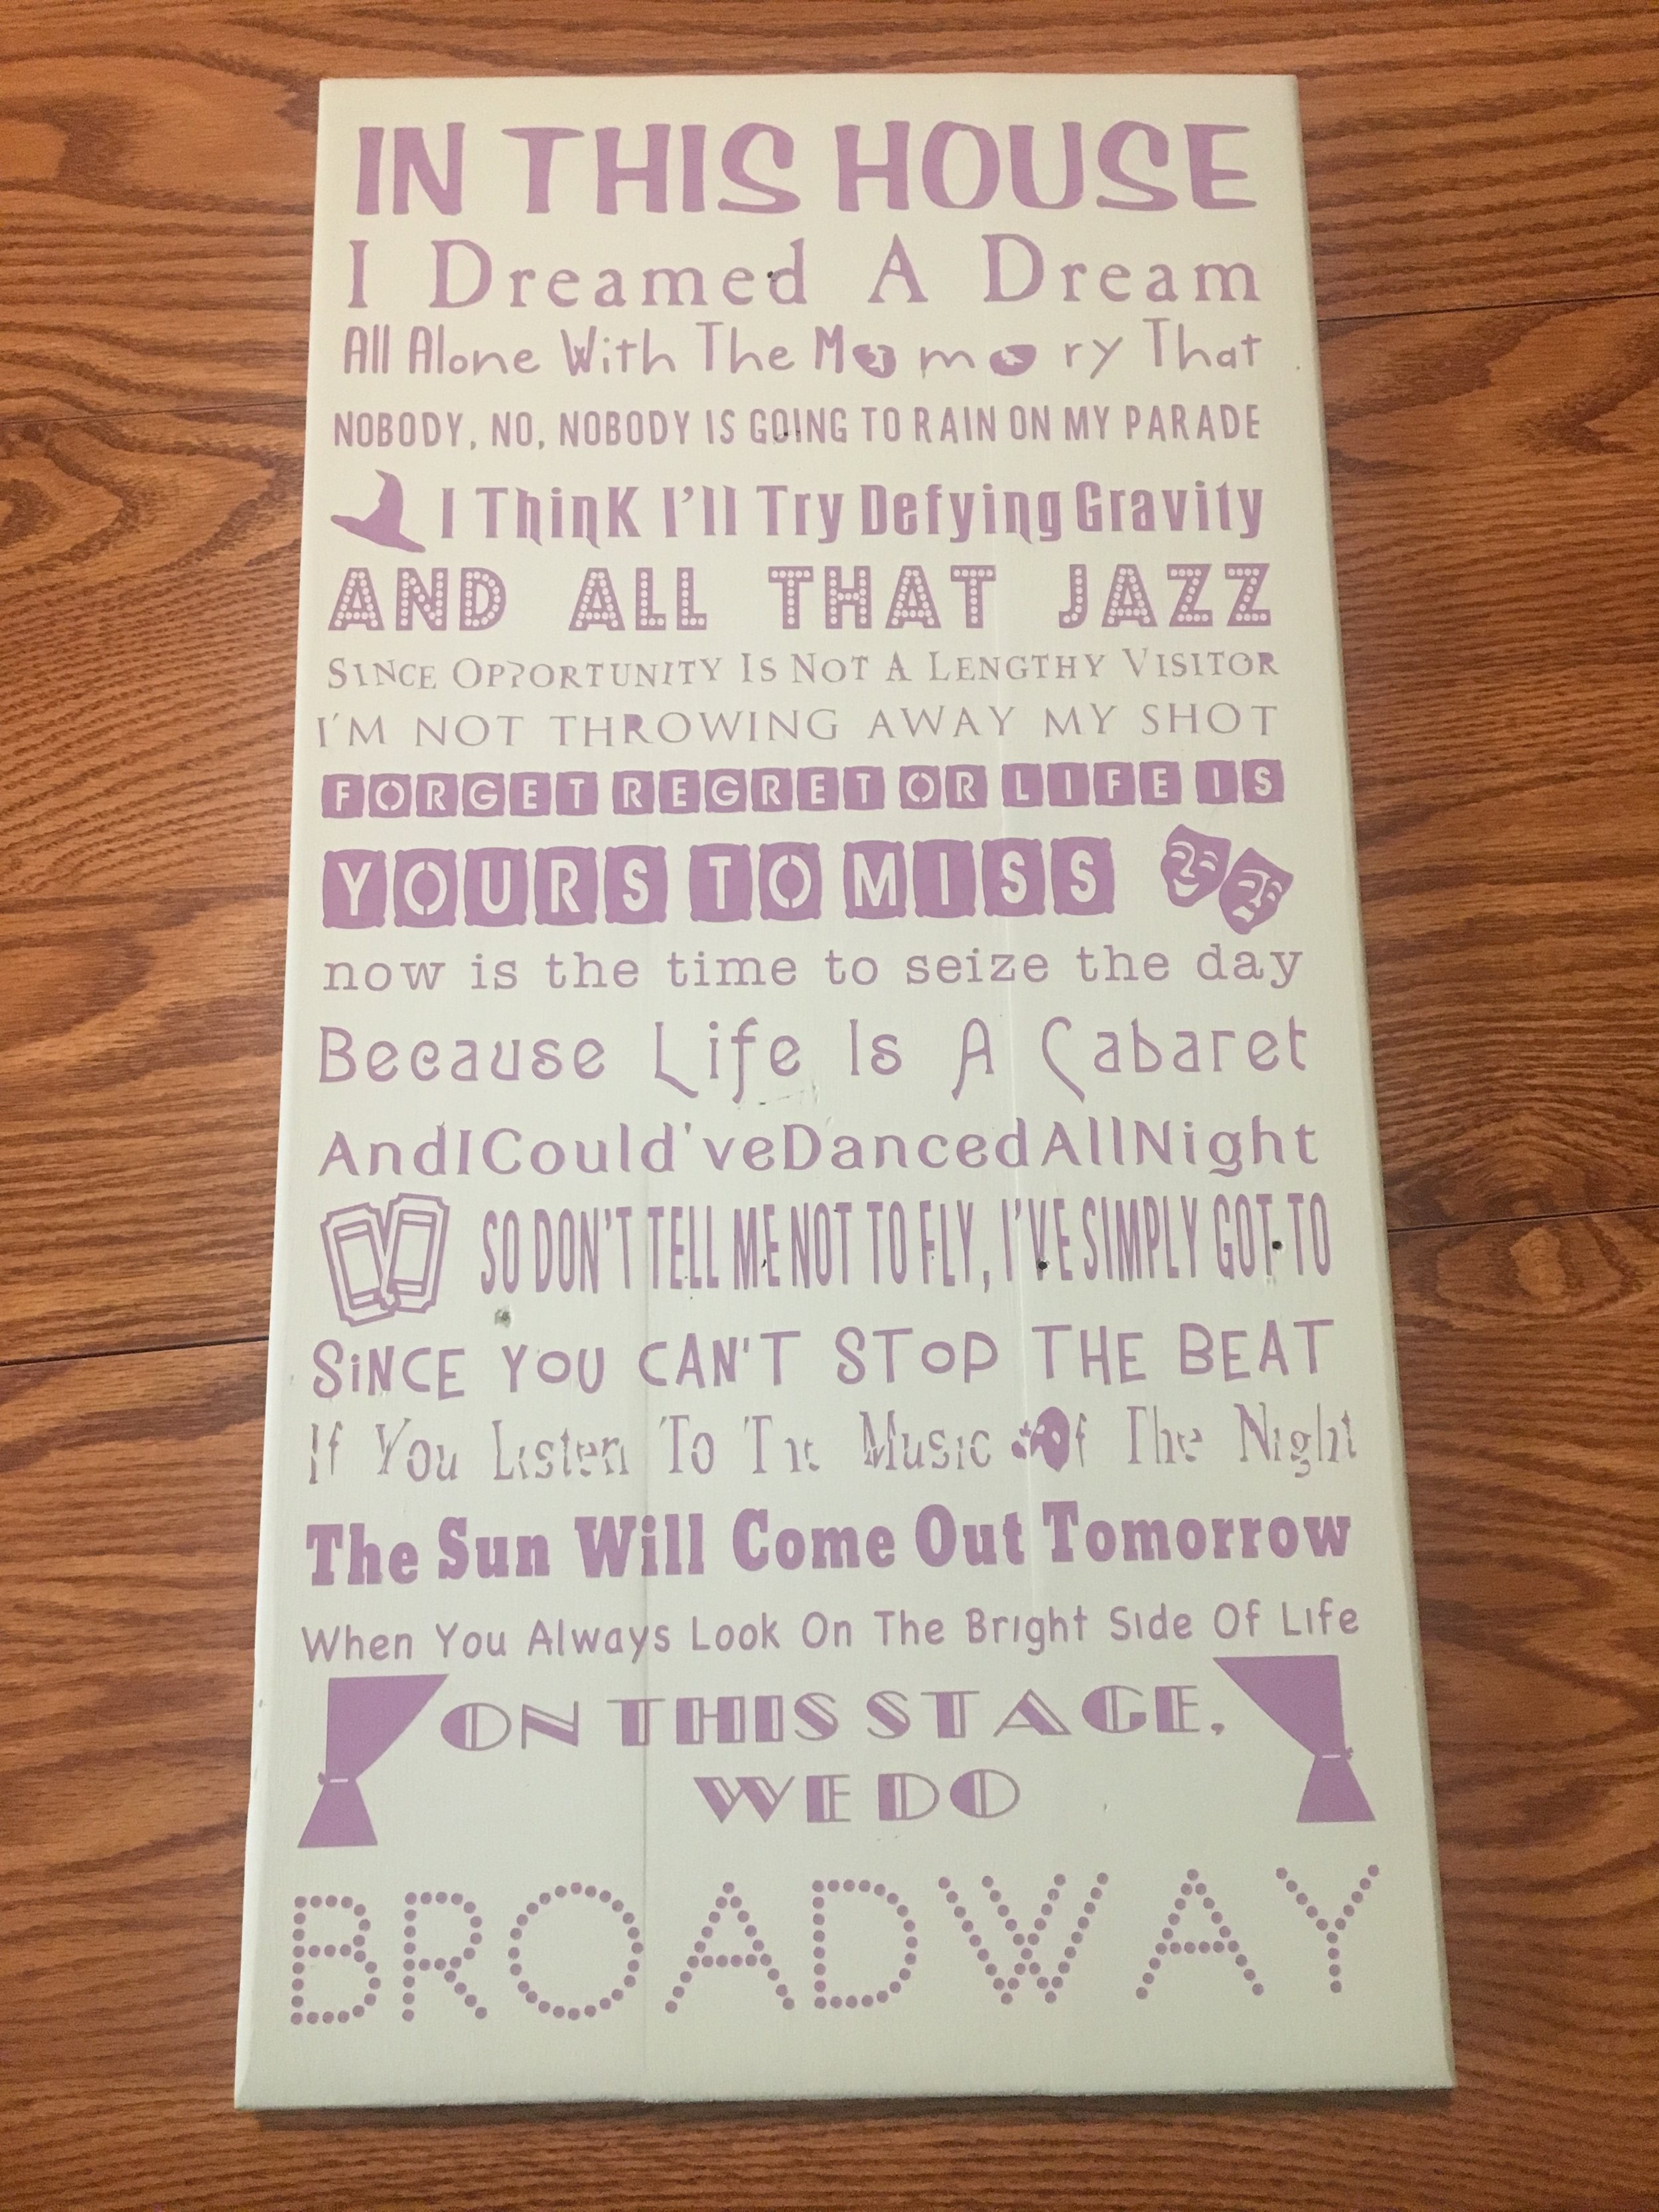 IN THIS HOUSE
I Dreamed A Dream
All Alone With The Memory That
NOBODY, NO, NOBODY IS GOING TO RAIN ON MY PARADE
I Think I'll Try Defying Gravity
AND ALL THAT JAZZ
SINCE OPPORTUNITY IS NOT A LENGTHY VISITOR
I'M NOT THROWING AWAY MY SHOT
FORGET REGRET OR LIFE IS
YOURS TO MISS
now is the time to seize the day
Because Life Is A Cabaret
AndICould'veDancedAllNight
SO DON'T TELL ME NOT TO FLY, I'VE SIMPLY GOT TO
SiNCE YOU CAN'T STOP THE BEAT
If You Listen To The Music Of The Night
The Sun Will Come Out Tomorrow
When You Always Look On The Bright Side Of Life
ON THIS STAGE,
WE DO
BROADWAY